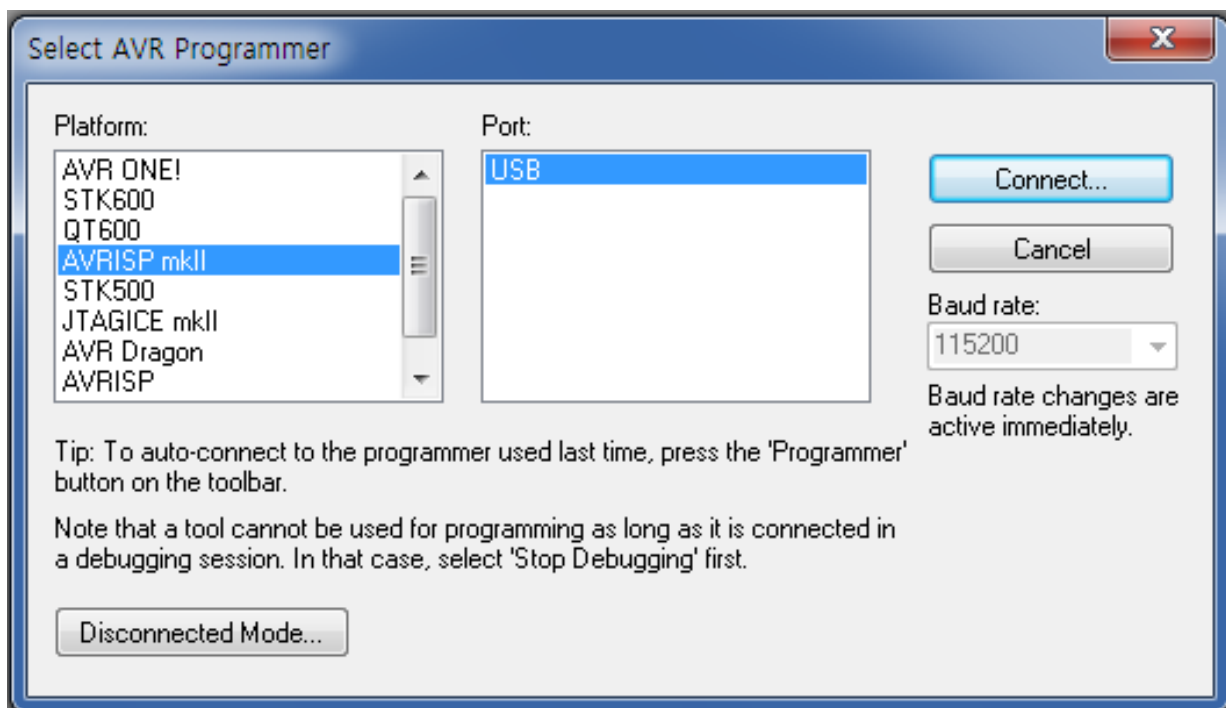 Select AVR Programmer
Platform:
AVR ONE!
STK600
QT600
AVRISP mkII
STK500
JTAGICE mkII
AVR Dragon
AVRISP
Port:
USB
Connect...
Cancel
Baud rate:
115200
Baud rate changes are
active immediately.
Tip: To auto-connect to the programmer used last time, press the 'Programmer'
button on the toolbar.
Note that a tool cannot be used for programming as long as it is connected in
a debugging session. In that case, select 'Stop Debugging' first.
Disconnected Mode...